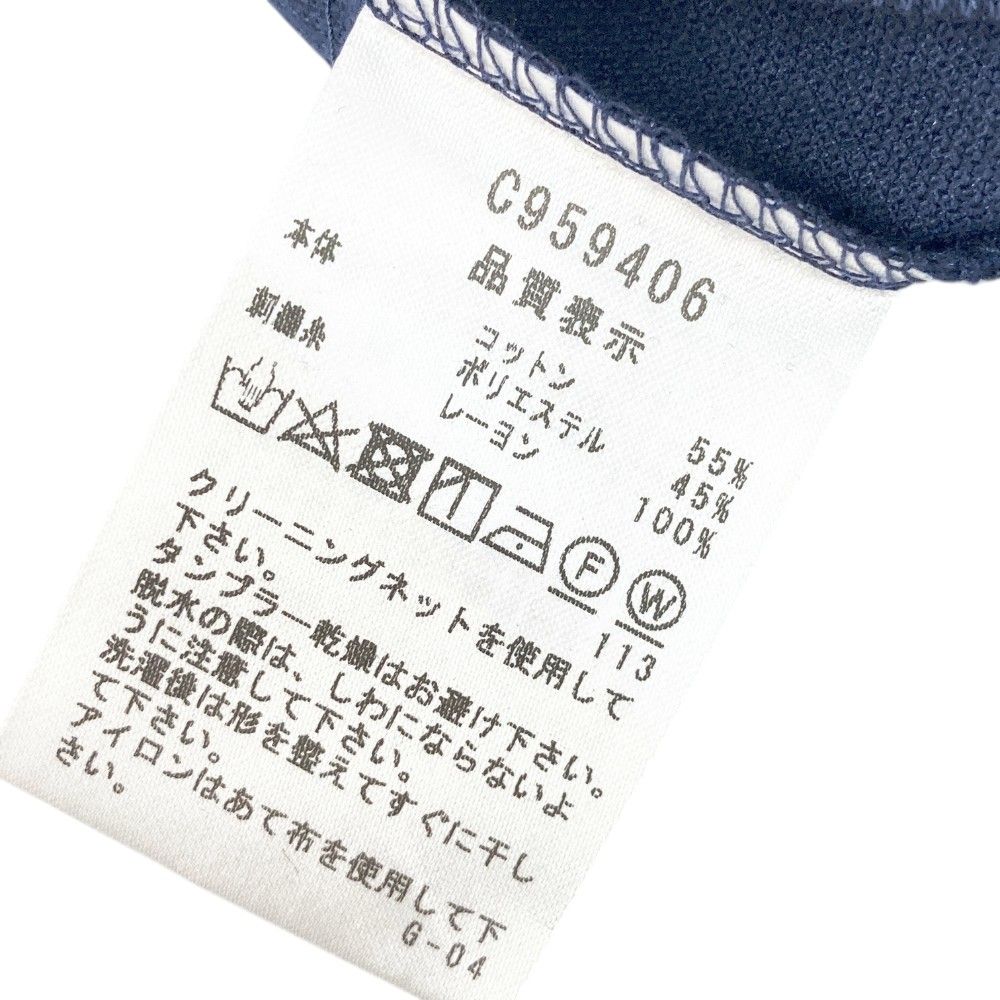 C959406
品質表示
本体 コットン 55%
ポリエステル 45%
刺繍糸 レーヨン 100%
F W
113
クリーニングネットを使用して
下さい。
タンブラー乾燥はお避け下さい。
脱水の際は、しわにならないよ
うに注意して下さい。
洗濯後は形を整えてすぐに干し
て下さい。
アイロンはあて布を使用して下
さい。
G-04